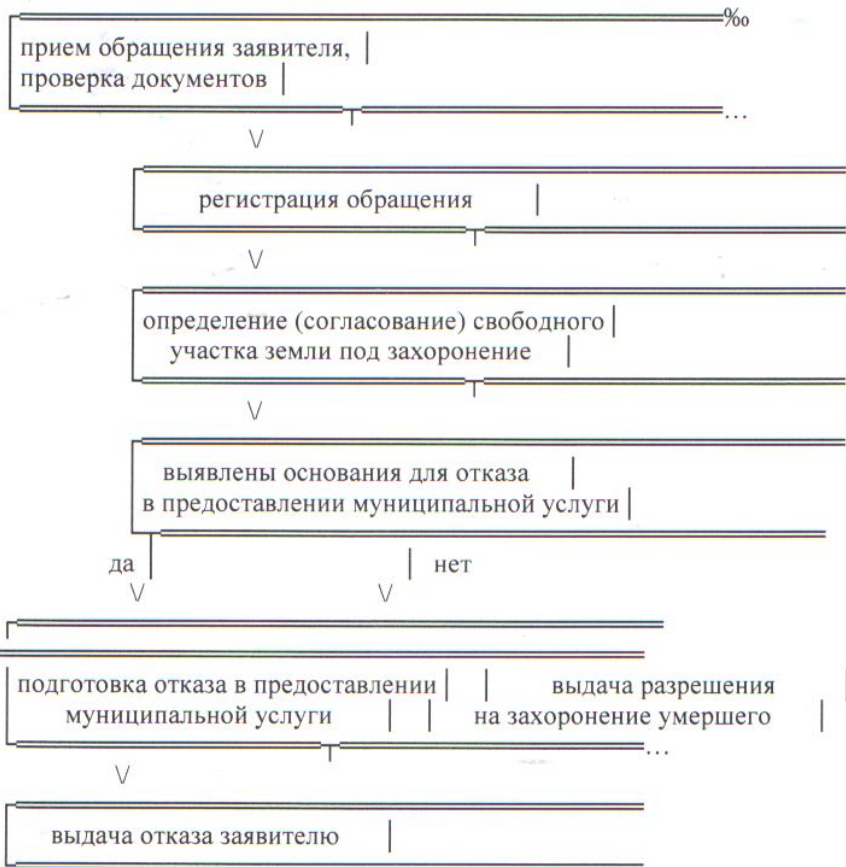 ‰
прием обращения заявителя,
проверка документов
...
\/
регистрация обращения
\/
определение (согласование) свободного
участка земли под захоронение
\/
выявлены основания для отказа
в предоставлении муниципальной услуги
да нет
\/ \/
подготовка отказа в предоставлении выдача разрешения
муниципальной услуги на захоронение умершего
...
\/
выдача отказа заявителю